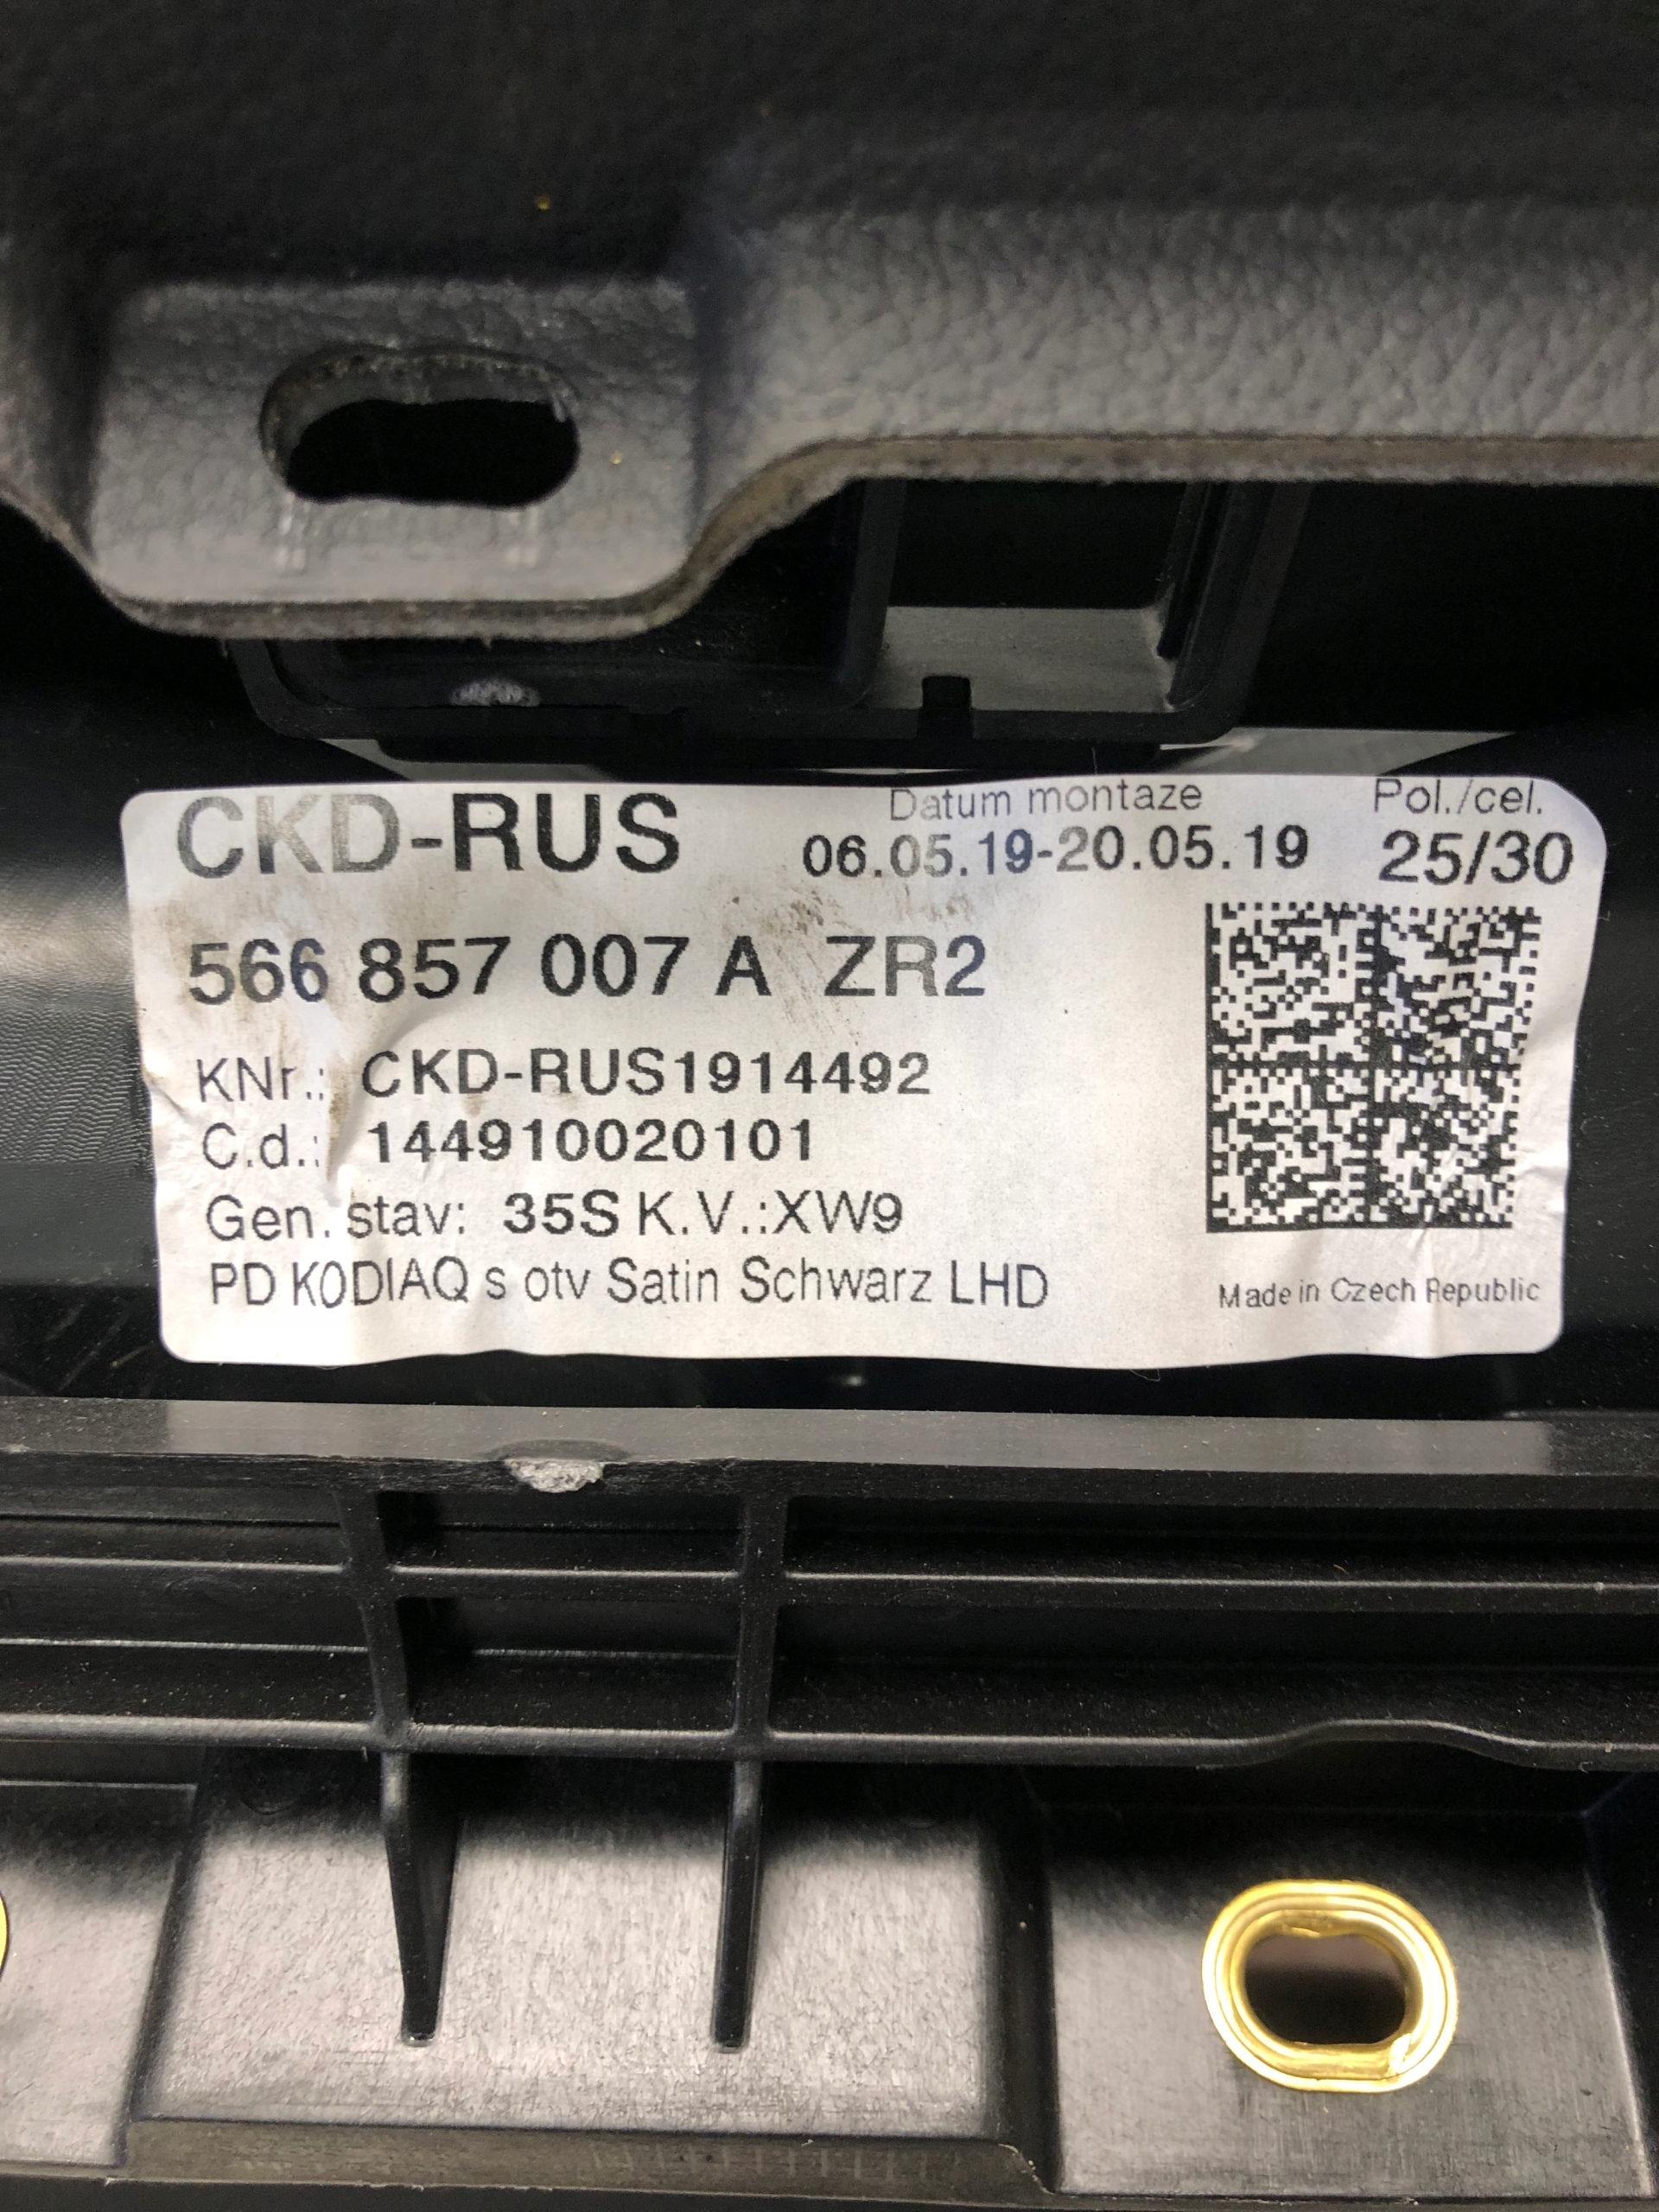 CKD-RUS
Datum montaze Pol./cel.
06.05.19-20.05.19 25/30
566 857 007 A ZR2
KNr.: CKD-RUS1914492
C.d.: 144910020101
Gen. stav: 35S K.V.:XW9
PD KODIAQ s otv Satin Schwarz LHD
Made in Czech Republic